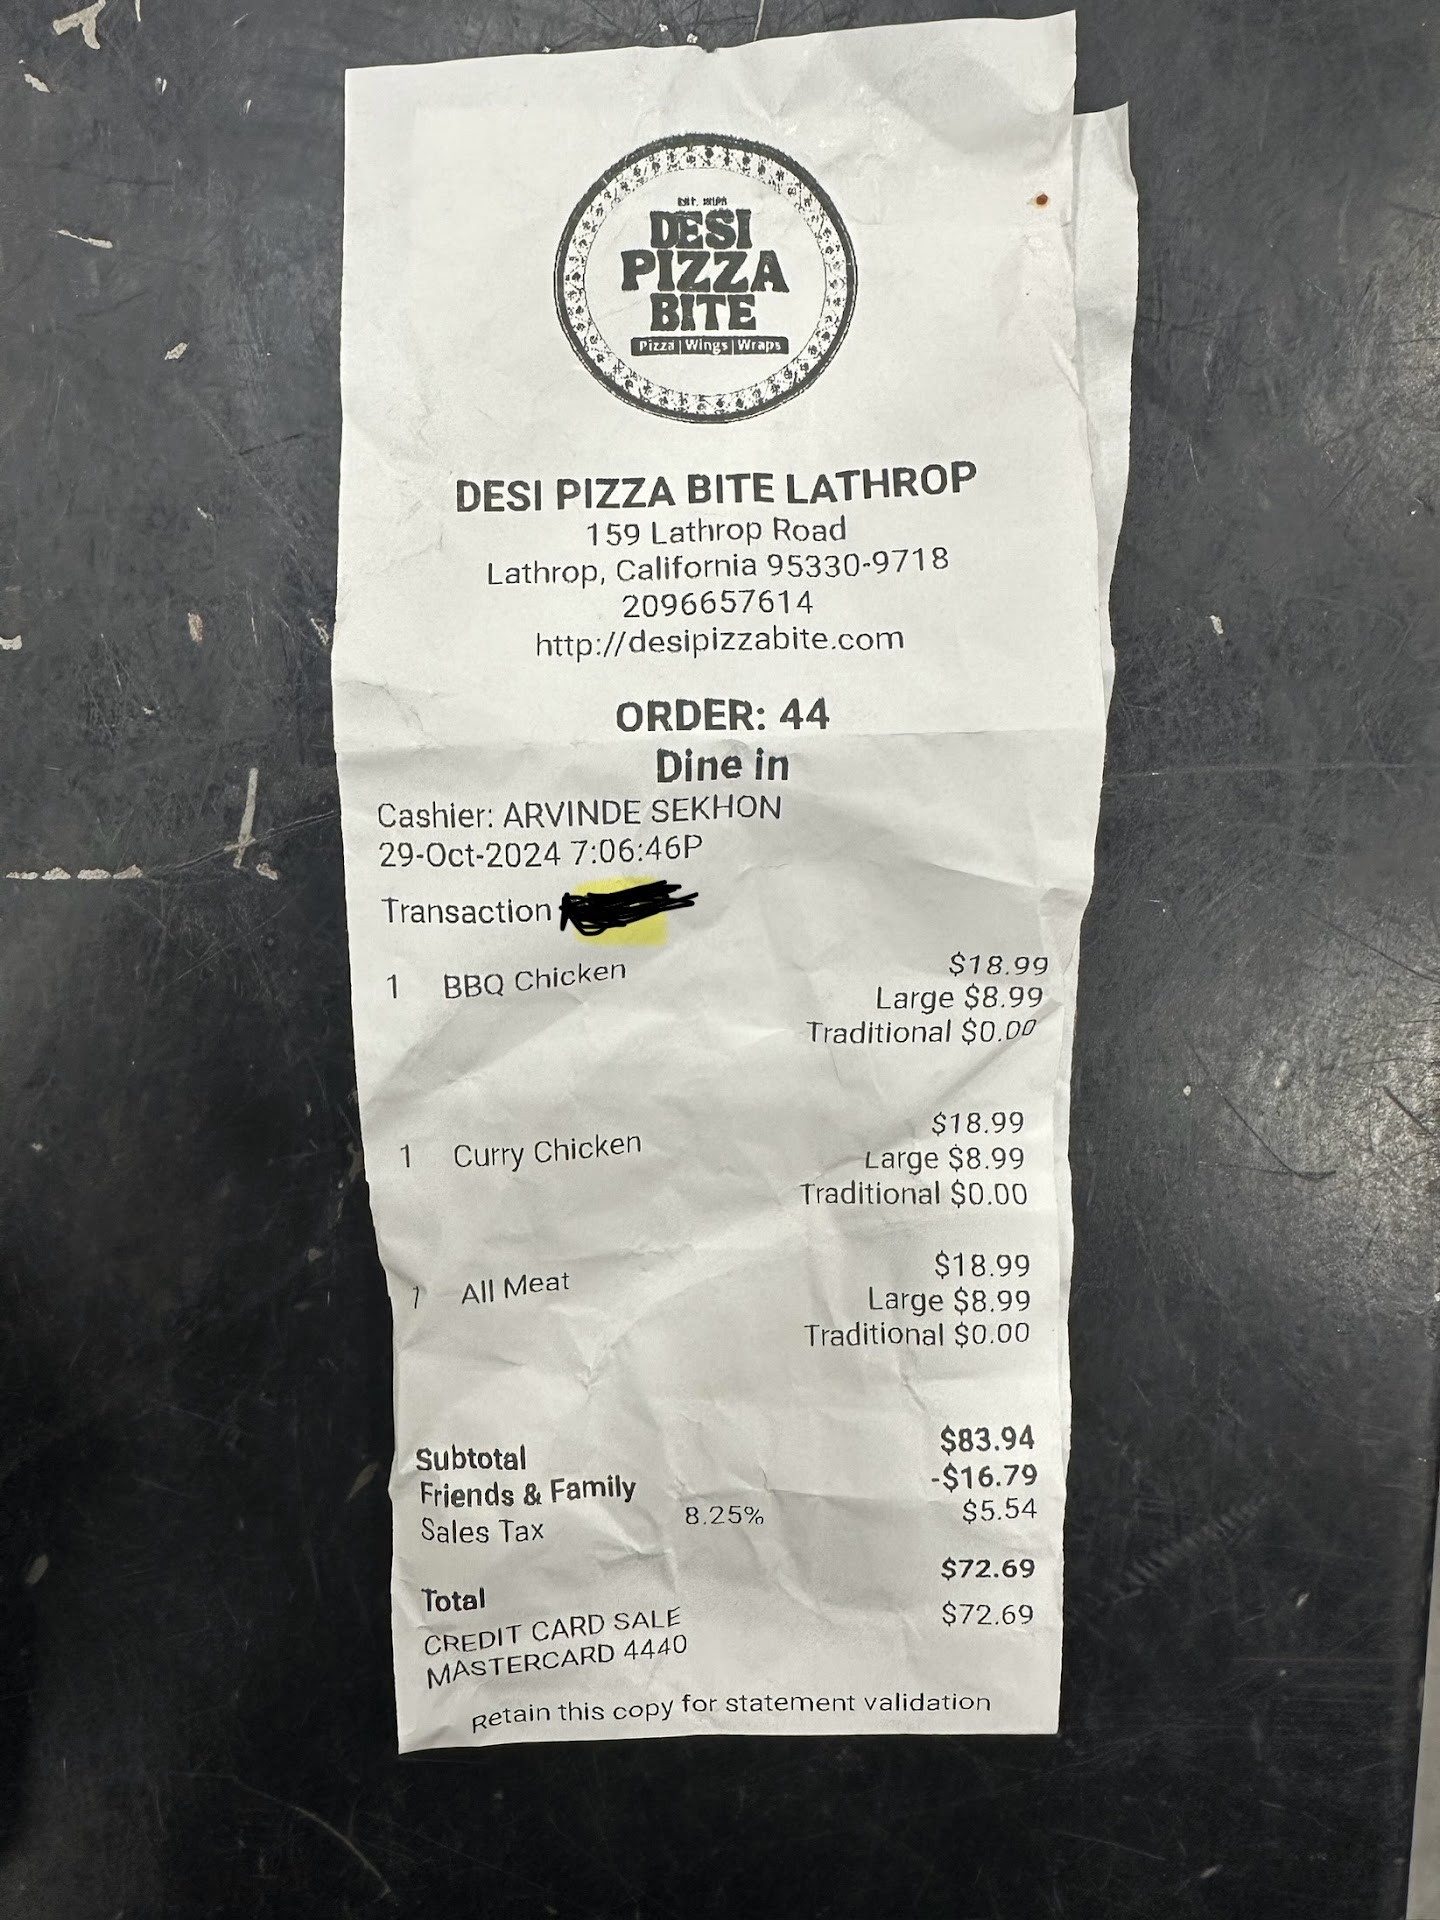 DESI
PIZZA
BITE
Pizza | Wings | Wraps
DESI PIZZA BITE LATHROP
159 Lathrop Road
Lathrop, California 95330-9718
2096657614
http://desipizzabite.com
ORDER: 44
Dine in
Cashier: ARVINDE SEKHON
29-Oct-2024 7:06:46P
Transaction
1 BBQ Chicken $18.99
Large $8.99
Traditional $0.00
1 Curry Chicken $18.99
Large $8.99
Traditional $0.00
1 All Meat $18.99
Large $8.99
Traditional $0.00
Subtotal $83.94
Friends & Family -$16.79
Sales Tax 8.25% $5.54
Total $72.69
CREDIT CARD SALE $72.69
MASTERCARD 4440
Retain this copy for statement validation